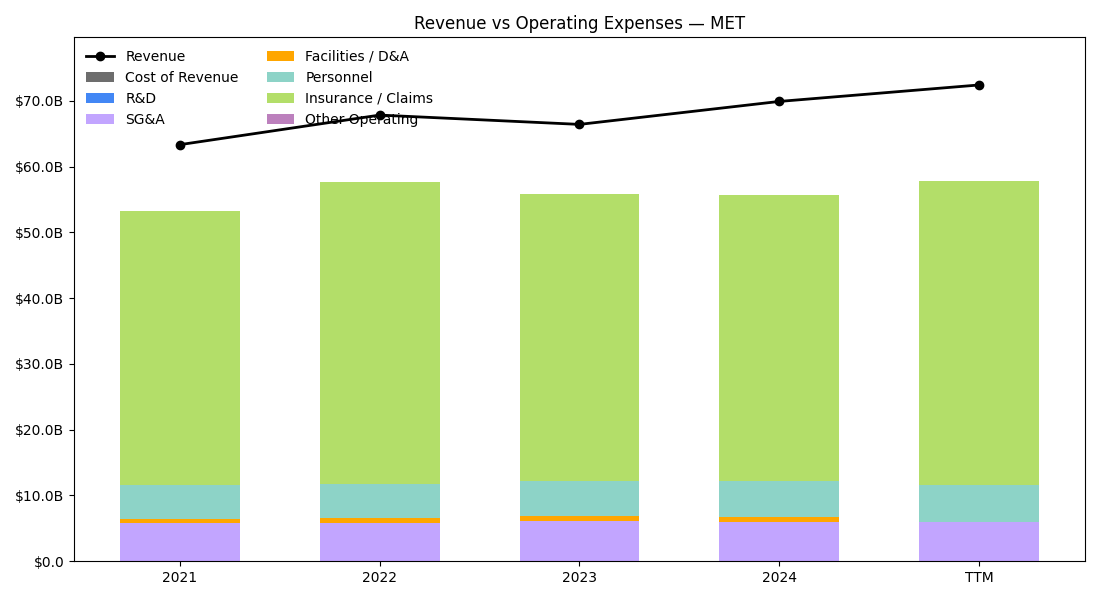 Revenue vs Operating Expenses — MET
Revenue
Cost of Revenue
R&D
SG&A
Facilities / D&A
Personnel
Insurance / Claims
Other Operating
$70.0B
$60.0B
$50.0B
$40.0B
$30.0B
$20.0B
$10.0B
$0.0
2021
2022
2023
2024
TTM